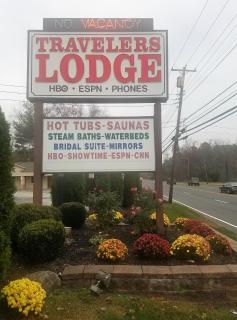 NO VACANCY
TRAVELERS
LODGE
HBO • ESPN • PHONES
HOT TUBS-SAUNAS
STEAM BATHS-WATERBEDS
BRIDAL SUITE-MIRRORS
HBO-SHOWTIME-ESPN-CNN